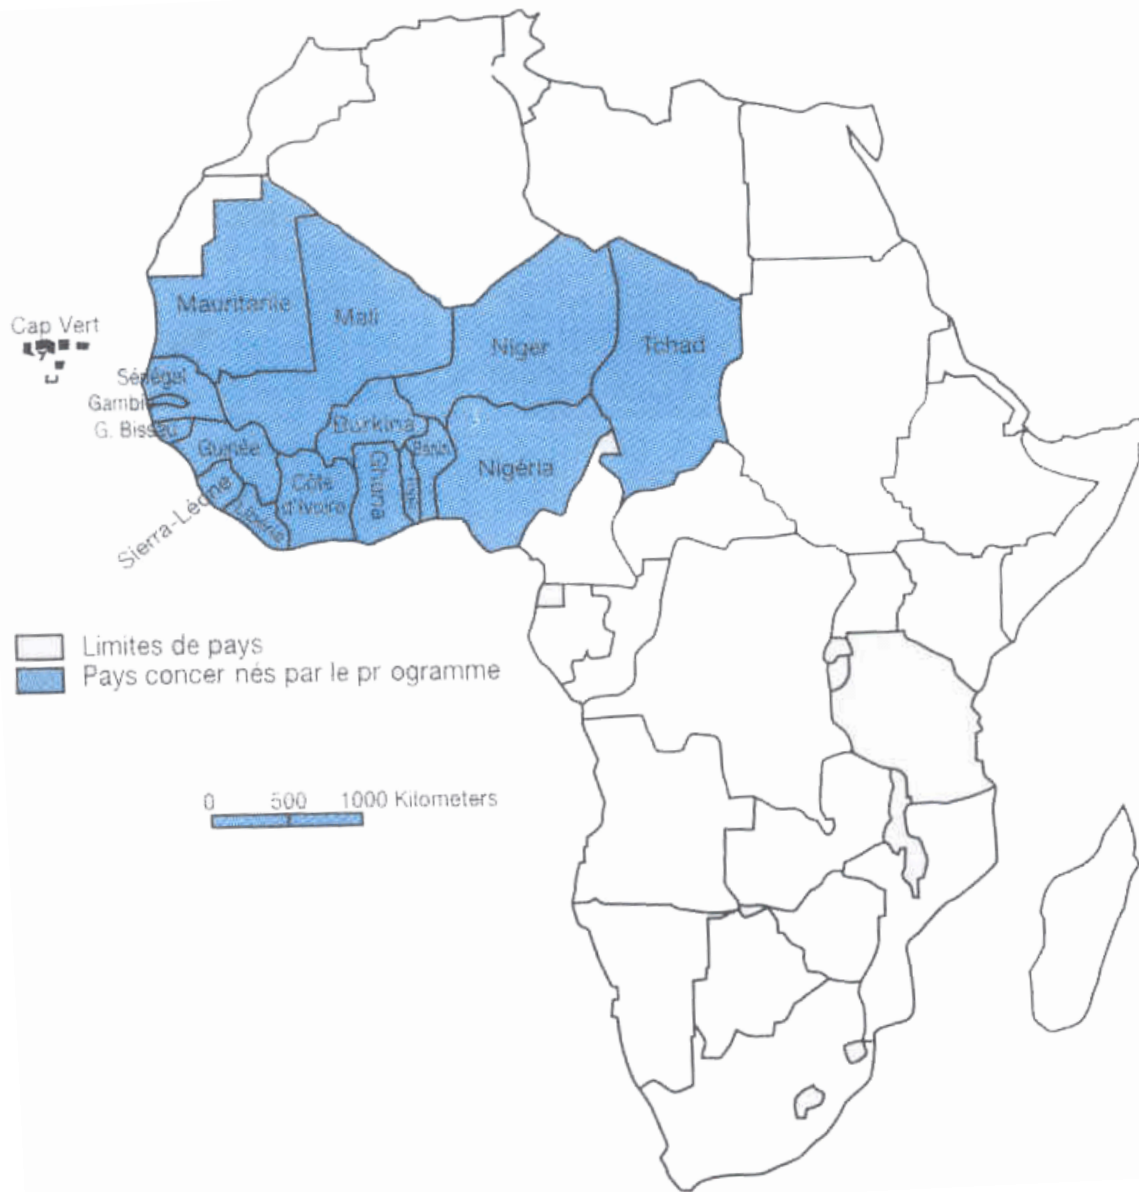 Cap Vert
Mauritanie
Mali
Niger
Tchad
Sénégal
Gambi
G. Bissau
Guinée
Burkina
Bénin
Nigéria
Sierra-Léone
Libéria
Côte
d'Ivoire
Ghana
Togo
Limites de pays
Pays concer nés par le pr ogramme
0 500 1000 Kilometers